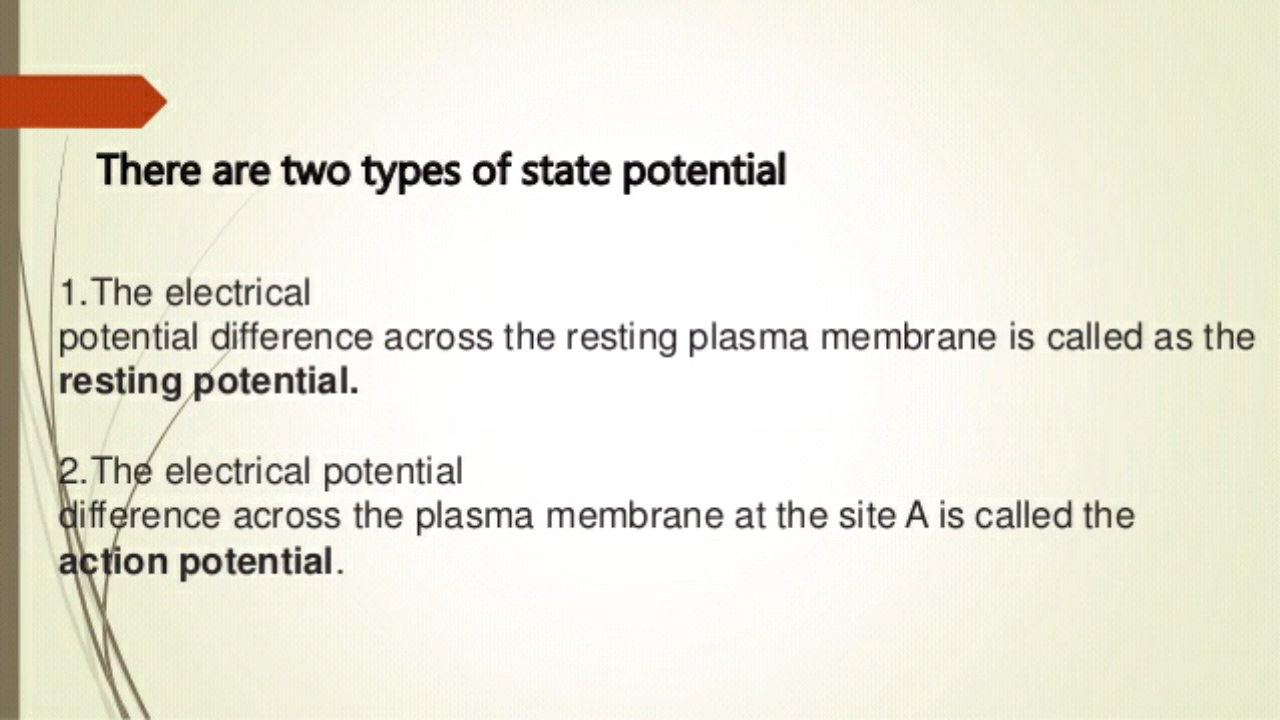 There are two types of state potential
1.The electrical
potential difference across the resting plasma membrane is called as the
resting potential.
2.The electrical potential
difference across the plasma membrane at the site A is called the
action potential.